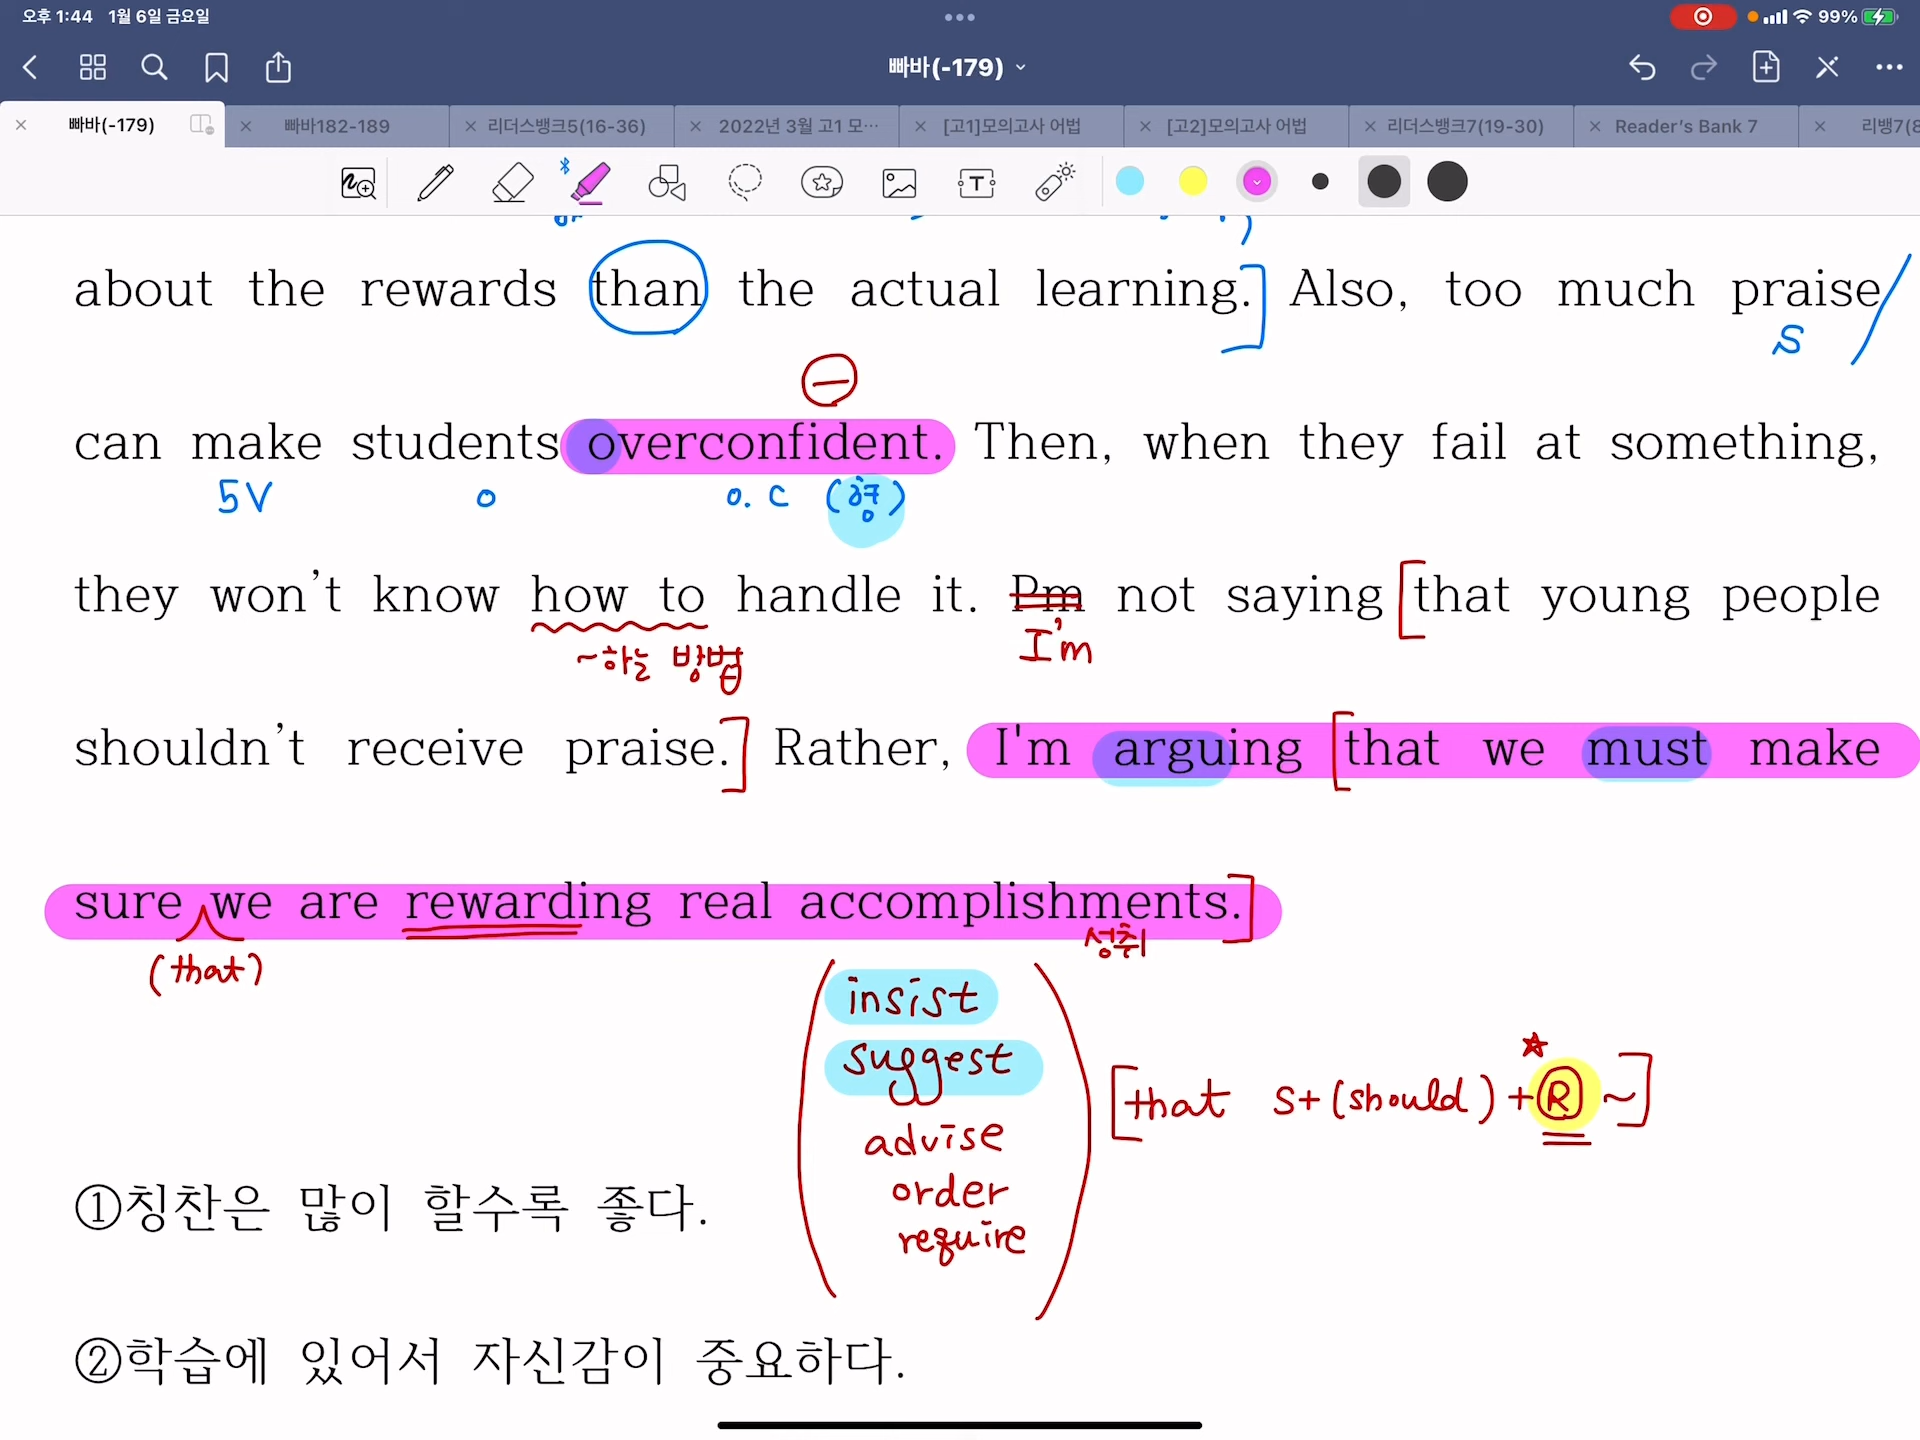 오후 1:44 1월 6일 금요일
99%
빠바(-179)
빠바(-179)
빠바182-189
리더스뱅크5(16-36)
2022년 3월 고1 모…
[고1]모의고사 어법
[고2]모의고사 어법
리더스뱅크7(19-30)
Reader's Bank 7
리뱅7(8
about the rewards than the actual learning.] Also, too much praise/
S
can make students overconfident. Then, when they fail at something,
5V o o.c (형)
they won't know how to handle it. I'm not saying [that young people
~하는 방법 I'm
shouldn't receive praise.] Rather, I'm arguing [that we must make
sure we are rewarding real accomplishments.]
(that) 성취
insist
suggest
[that S+(should)+R ~]
advise
order
require
①칭찬은 많이 할수록 좋다.
②학습에 있어서 자신감이 중요하다.